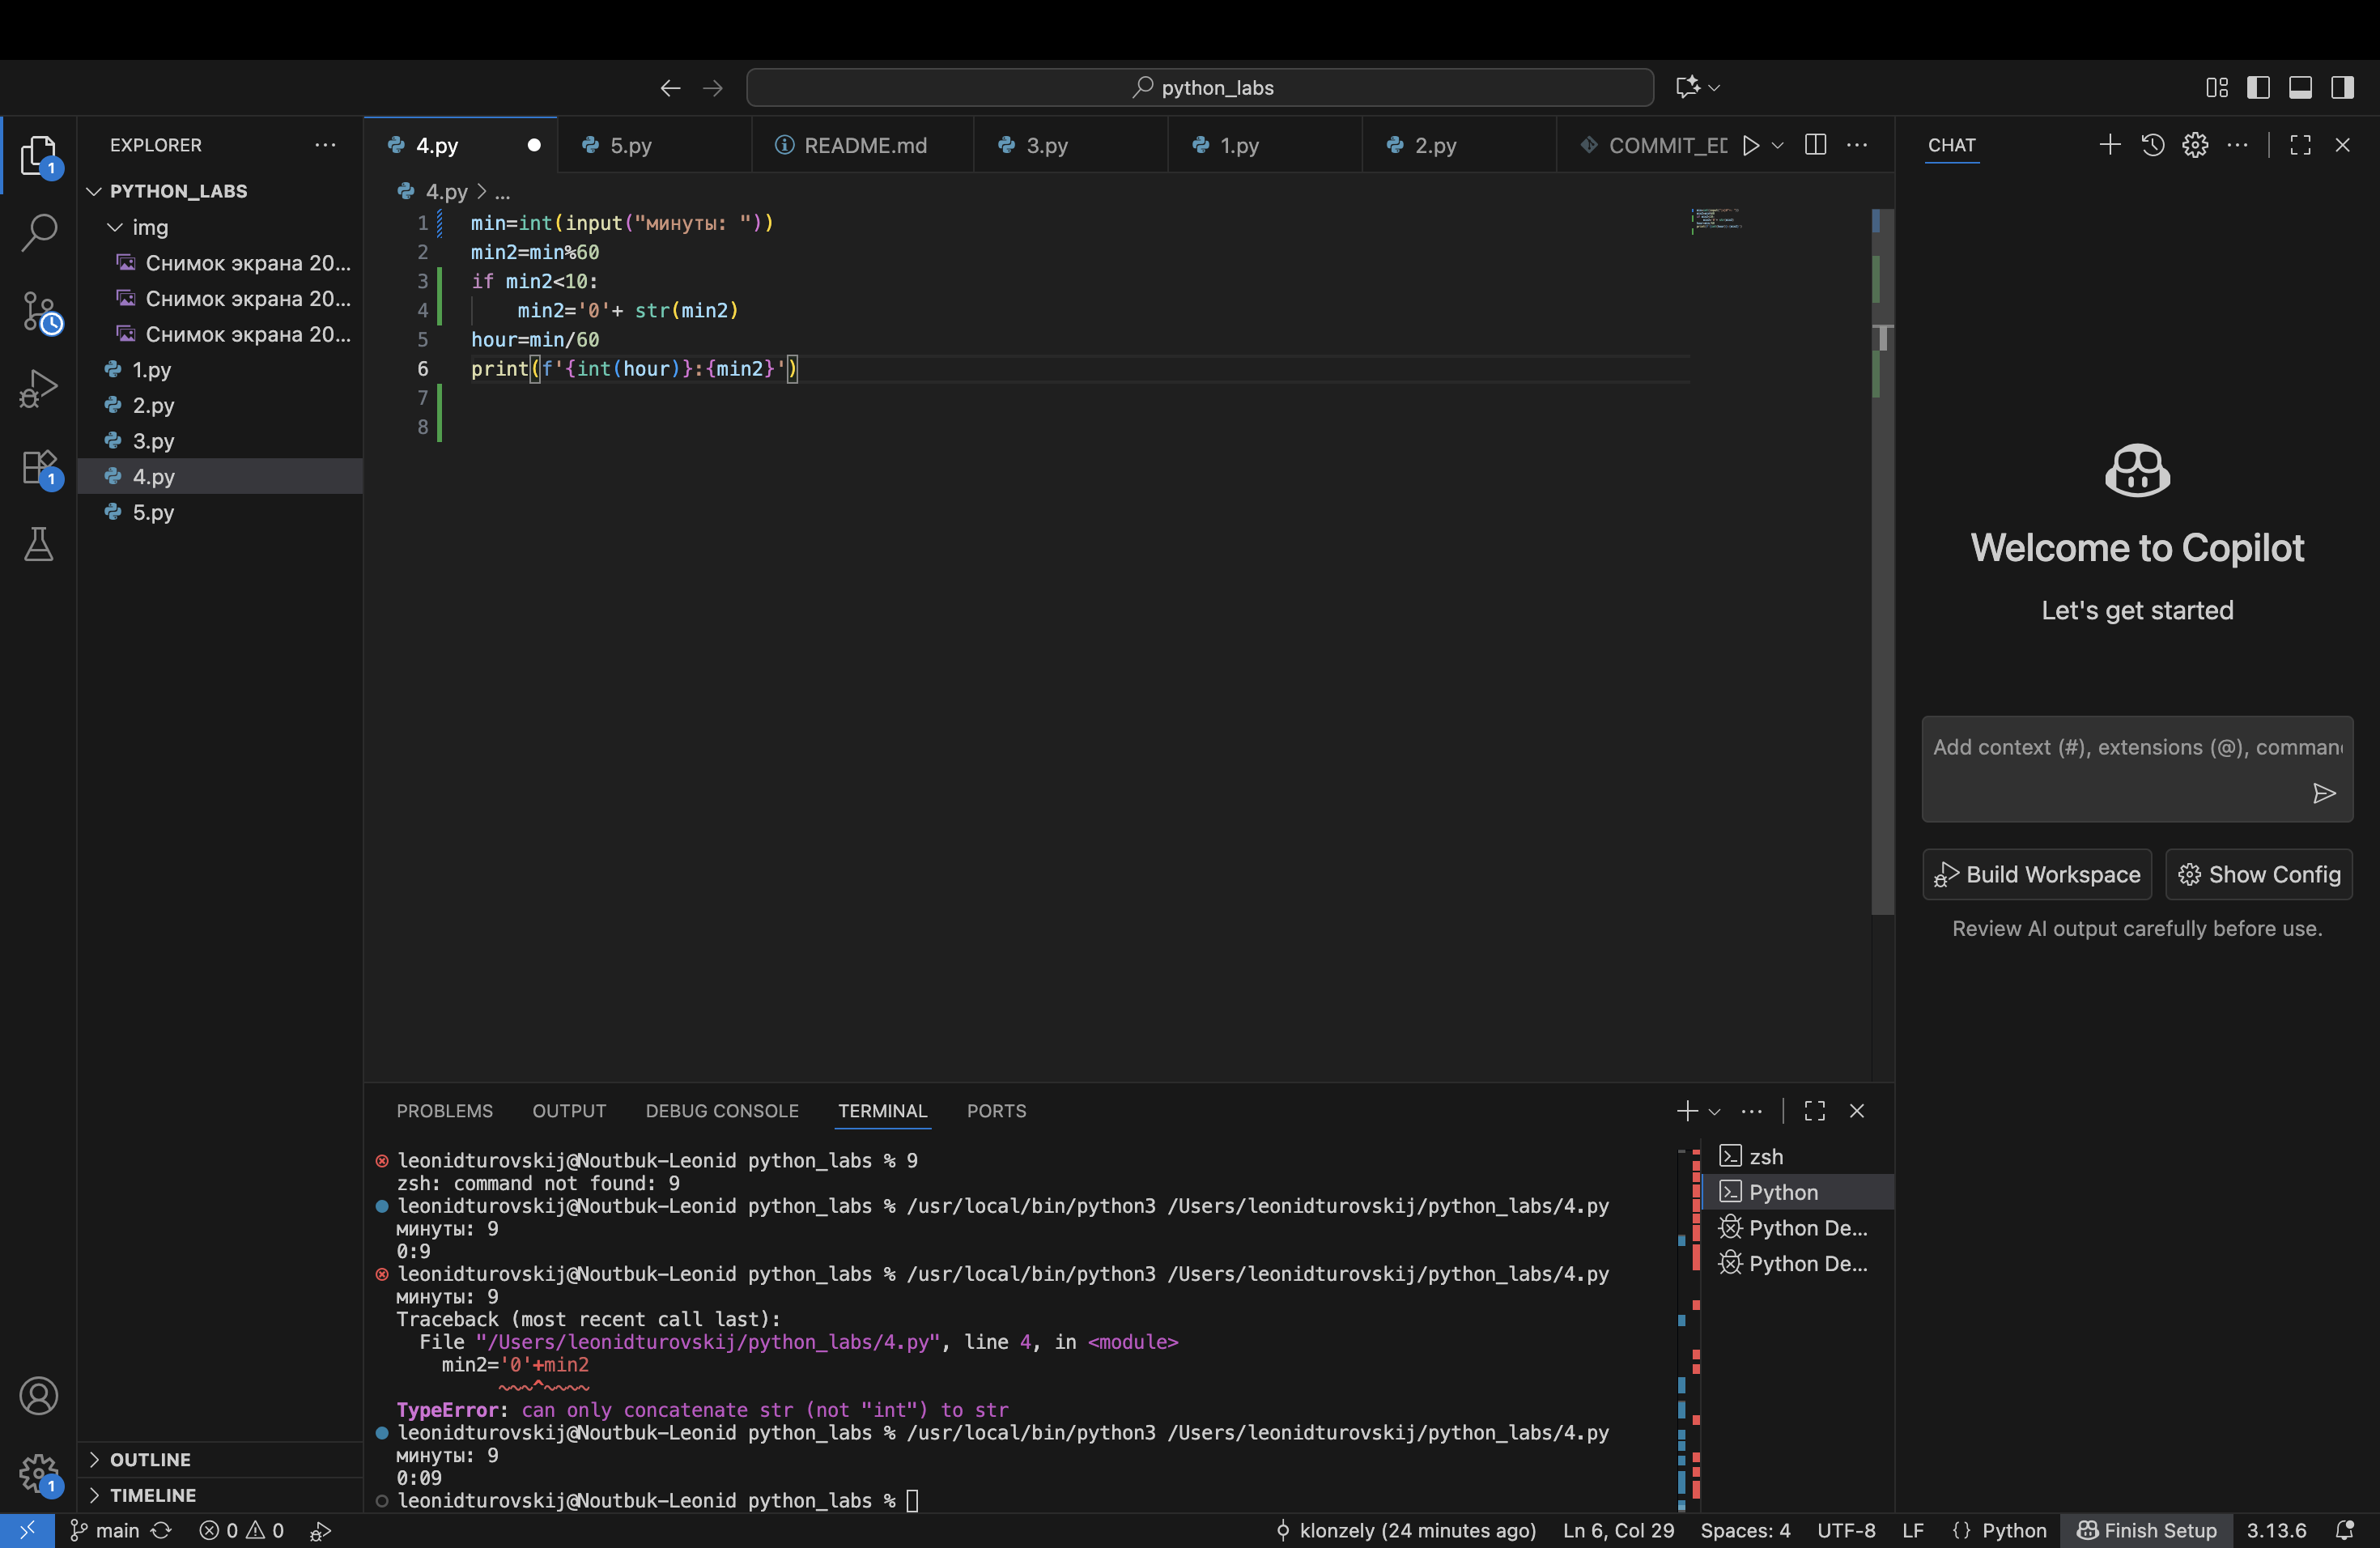 python_labs
EXPLORER
PYTHON_LABS
img
Снимок экрана 20...
Снимок экрана 20...
Снимок экрана 20...
1.py
2.py
3.py
4.py
5.py
OUTLINE
TIMELINE
1
1
1
4.py
5.py
README.md
3.py
1.py
2.py
COMMIT_ED
4.py > ...
1 min=int(input("минуты: "))
2 min2=min%60
3 if min2<10:
4     min2='0'+ str(min2)
5 hour=min/60
6 print(f'{int(hour)}:{min2}')
7
8
PROBLEMS OUTPUT DEBUG CONSOLE TERMINAL PORTS
leonidturovskij@Noutbuk-Leonid python_labs % 9
zsh: command not found: 9
leonidturovskij@Noutbuk-Leonid python_labs % /usr/local/bin/python3 /Users/leonidturovskij/python_labs/4.py
минуты: 9
0:9
leonidturovskij@Noutbuk-Leonid python_labs % /usr/local/bin/python3 /Users/leonidturovskij/python_labs/4.py
минуты: 9
Traceback (most recent call last):
  File "/Users/leonidturovskij/python_labs/4.py", line 4, in <module>
    min2='0'+min2
         ~~~^~~~~
TypeError: can only concatenate str (not "int") to str
leonidturovskij@Noutbuk-Leonid python_labs % /usr/local/bin/python3 /Users/leonidturovskij/python_labs/4.py
минуты: 9
0:09
leonidturovskij@Noutbuk-Leonid python_labs %
zsh
Python
Python De...
Python De...
CHAT
Welcome to Copilot
Let's get started
Add context (#), extensions (@), comman
Build Workspace
Show Config
Review AI output carefully before use.
main 0 0 klonzely (24 minutes ago) Ln 6, Col 29 Spaces: 4 UTF-8 LF {} Python Finish Setup 3.13.6